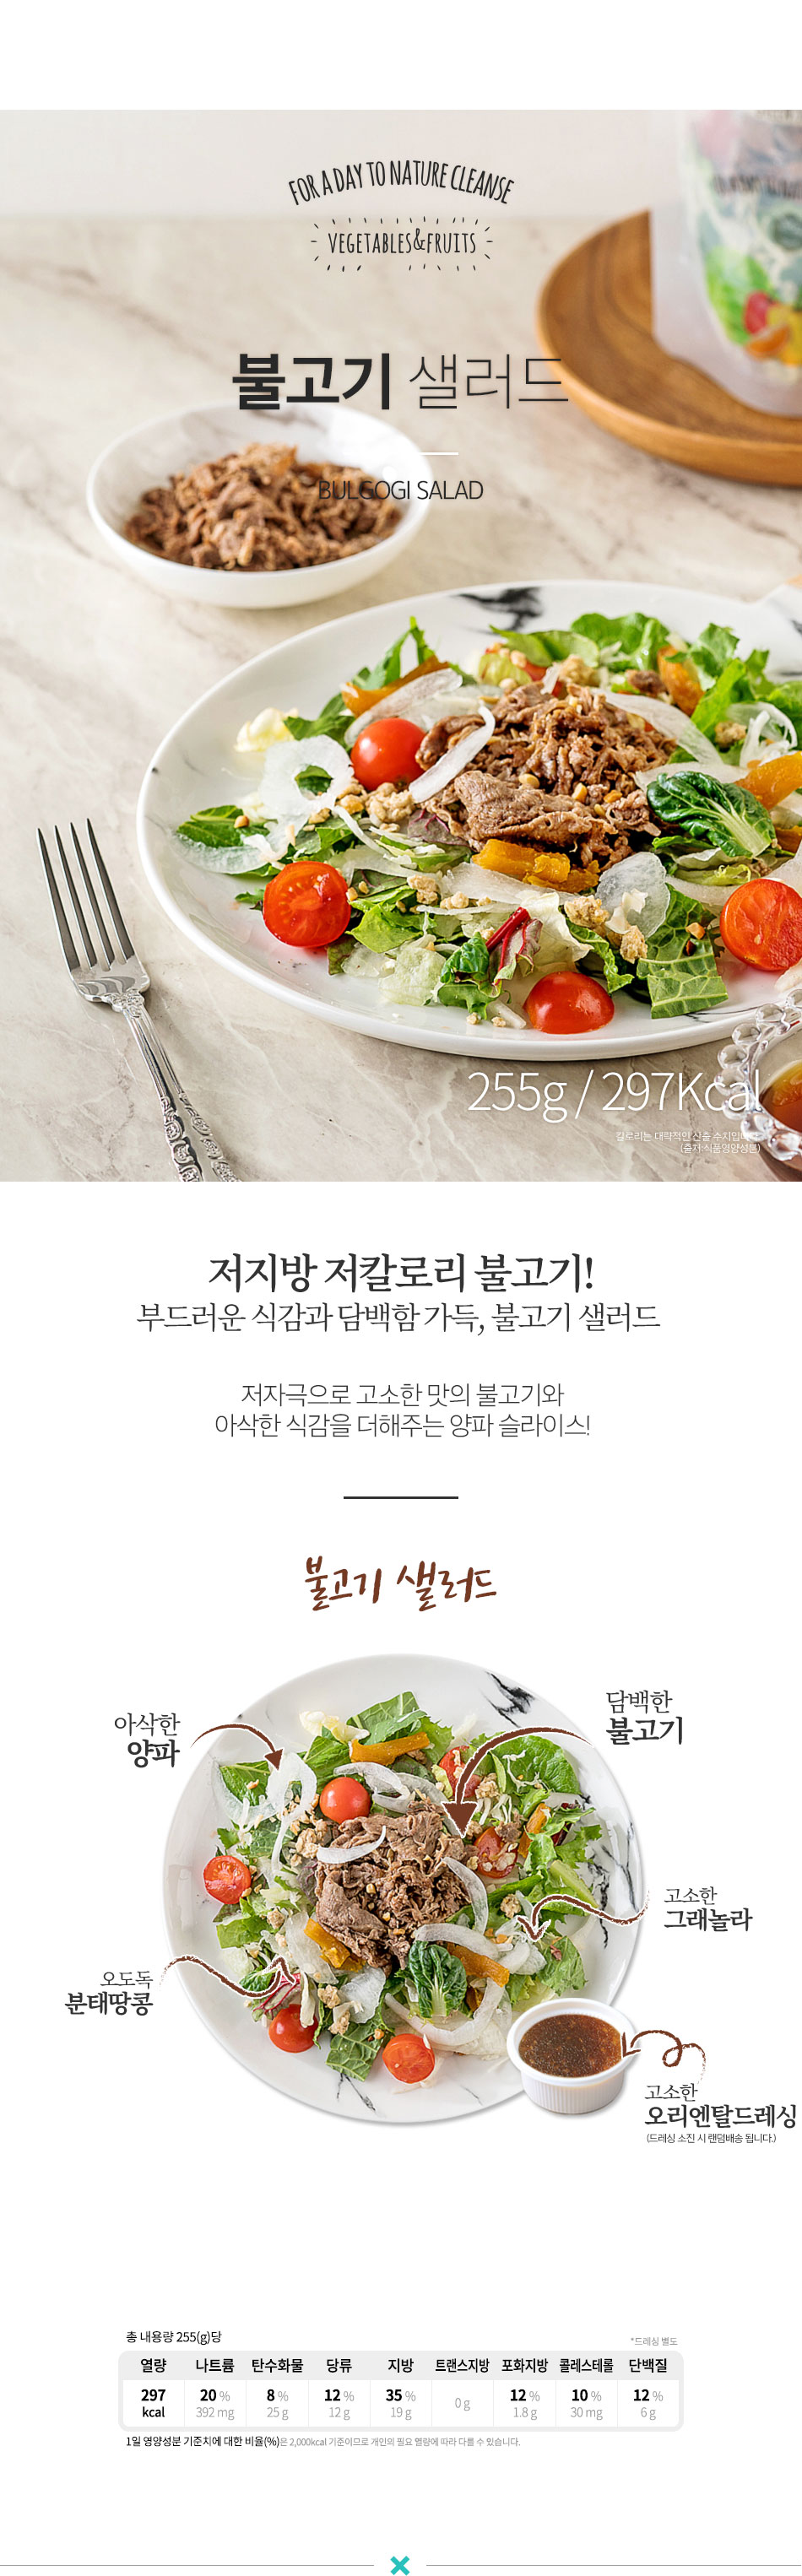 FOR A DAY TO NATURE CLEANSE
VEGETABLES&FRUITS
불고기 샐러드
BULGOGI SALAD
255g / 297Kcal
칼로리는 대략적인 산출 수치입니다
(출처:식품영양성분)
저지방 저칼로리 불고기!
부드러운 식감과 담백함 가득, 불고기 샐러드
저자극으로 고소한 맛의 불고기와
아삭한 식감을 더해주는 양파 슬라이스!
불고기 샐러드
아삭한
양파
담백한
불고기
고소한
그래놀라
오도독
분태땅콩
고소한
오리엔탈드레싱
(드레싱 소진 시 랜덤배송 됩니다.)
총 내용량 255(g)당
*드레싱 별도
열량 나트륨 탄수화물 당류 지방 트랜스지방 포화지방 콜레스테롤 단백질
297 20 % 8 % 12 % 35 % 0 g 12 % 10 % 12 %
kcal 392 mg 25 g 12 g 19 g 1.8 g 30 mg 6 g
1일 영양성분 기준치에 대한 비율(%)은 2,000kcal 기준이므로 개인의 필요 열량에 따라 다를 수 있습니다.